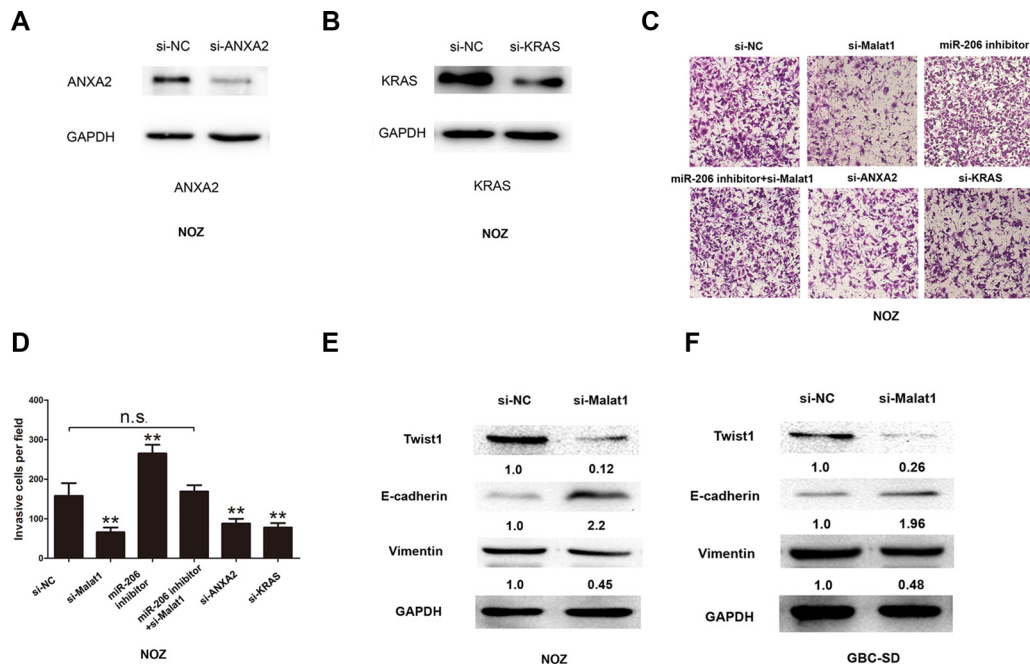 A
si-NC si-ANXA2
ANXA2
GAPDH
ANXA2
NOZ
B
si-NC si-KRAS
KRAS
GAPDH
KRAS
NOZ
C
si-NC si-Malat1 miR-206 inhibitor
miR-206 inhibitor+si-Malat1 si-ANXA2 si-KRAS
NOZ
D
Invasive cells per field
400
300
200
100
0
n.s.
** ** ** **
si-NC
si-Malat1
miR-206
inhibitor
miR-206 inhibitor
+si-Malat1
si-ANXA2
si-KRAS
NOZ
E
si-NC si-Malat1
Twist1
1.0 0.12
E-cadherin
1.0 2.2
Vimentin
1.0 0.45
GAPDH
NOZ
F
si-NC si-Malat1
Twist1
1.0 0.26
E-cadherin
1.0 1.96
Vimentin
1.0 0.48
GAPDH
GBC-SD